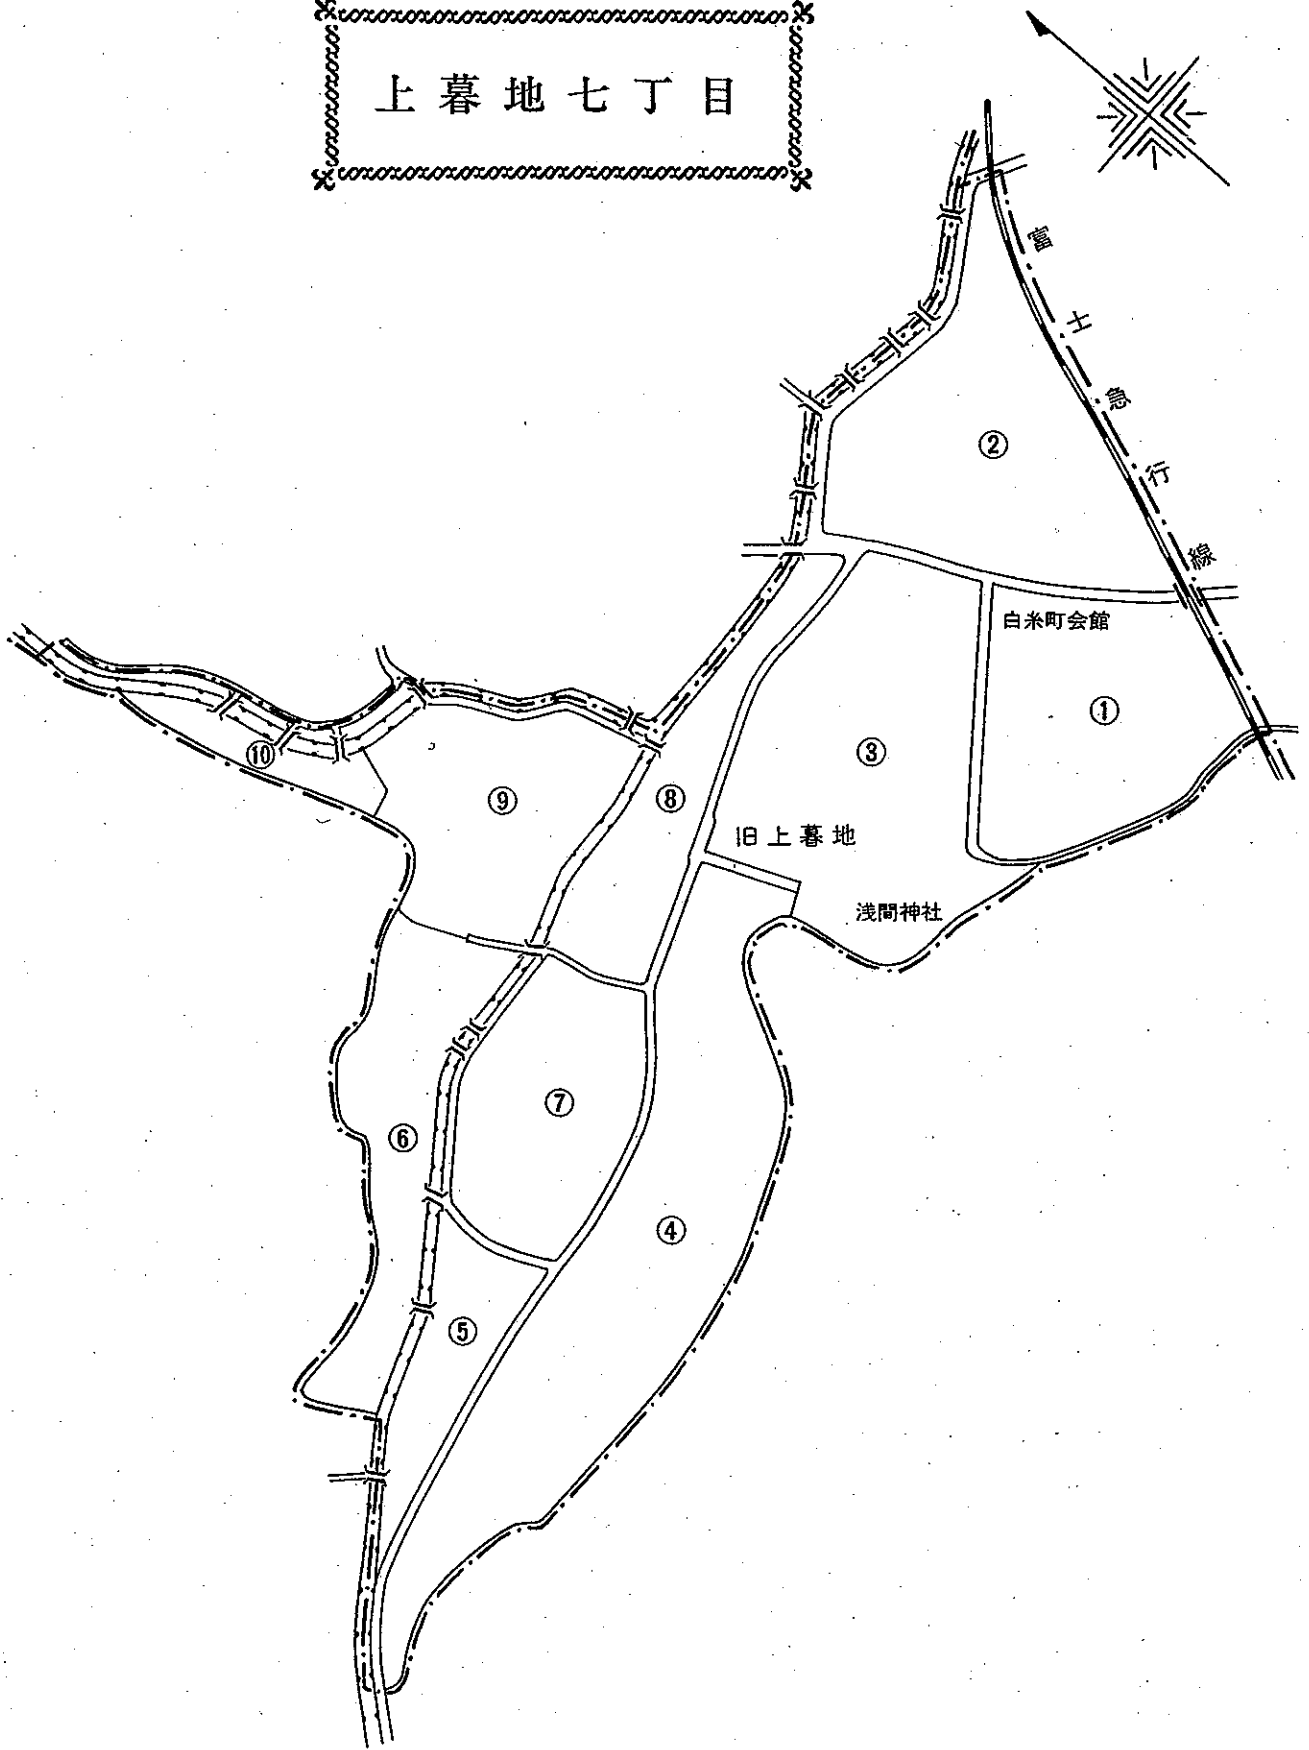 上暮地七丁目
富士急行線
②
白糸町会館
①
③
⑩
⑨
⑧
旧上暮地
浅間神社
⑦
⑥
④
⑤